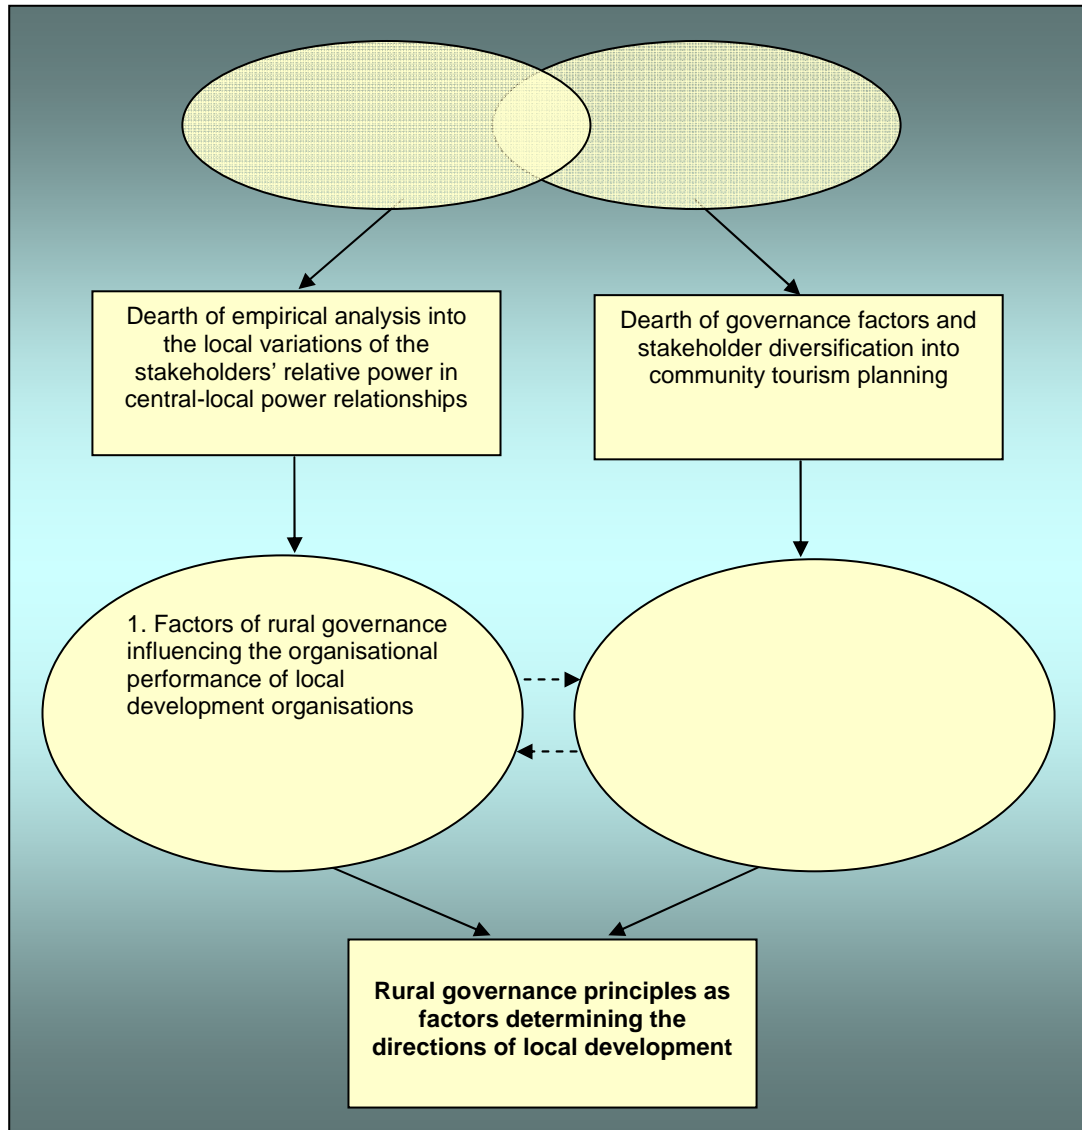 Dearth of empirical analysis into
the local variations of the
stakeholders’ relative power in
central-local power relationships
Dearth of governance factors and
stakeholder diversification into
community tourism planning
1. Factors of rural governance
influencing the organisational
performance of local
development organisations
Rural governance principles as
factors determining the
directions of local development